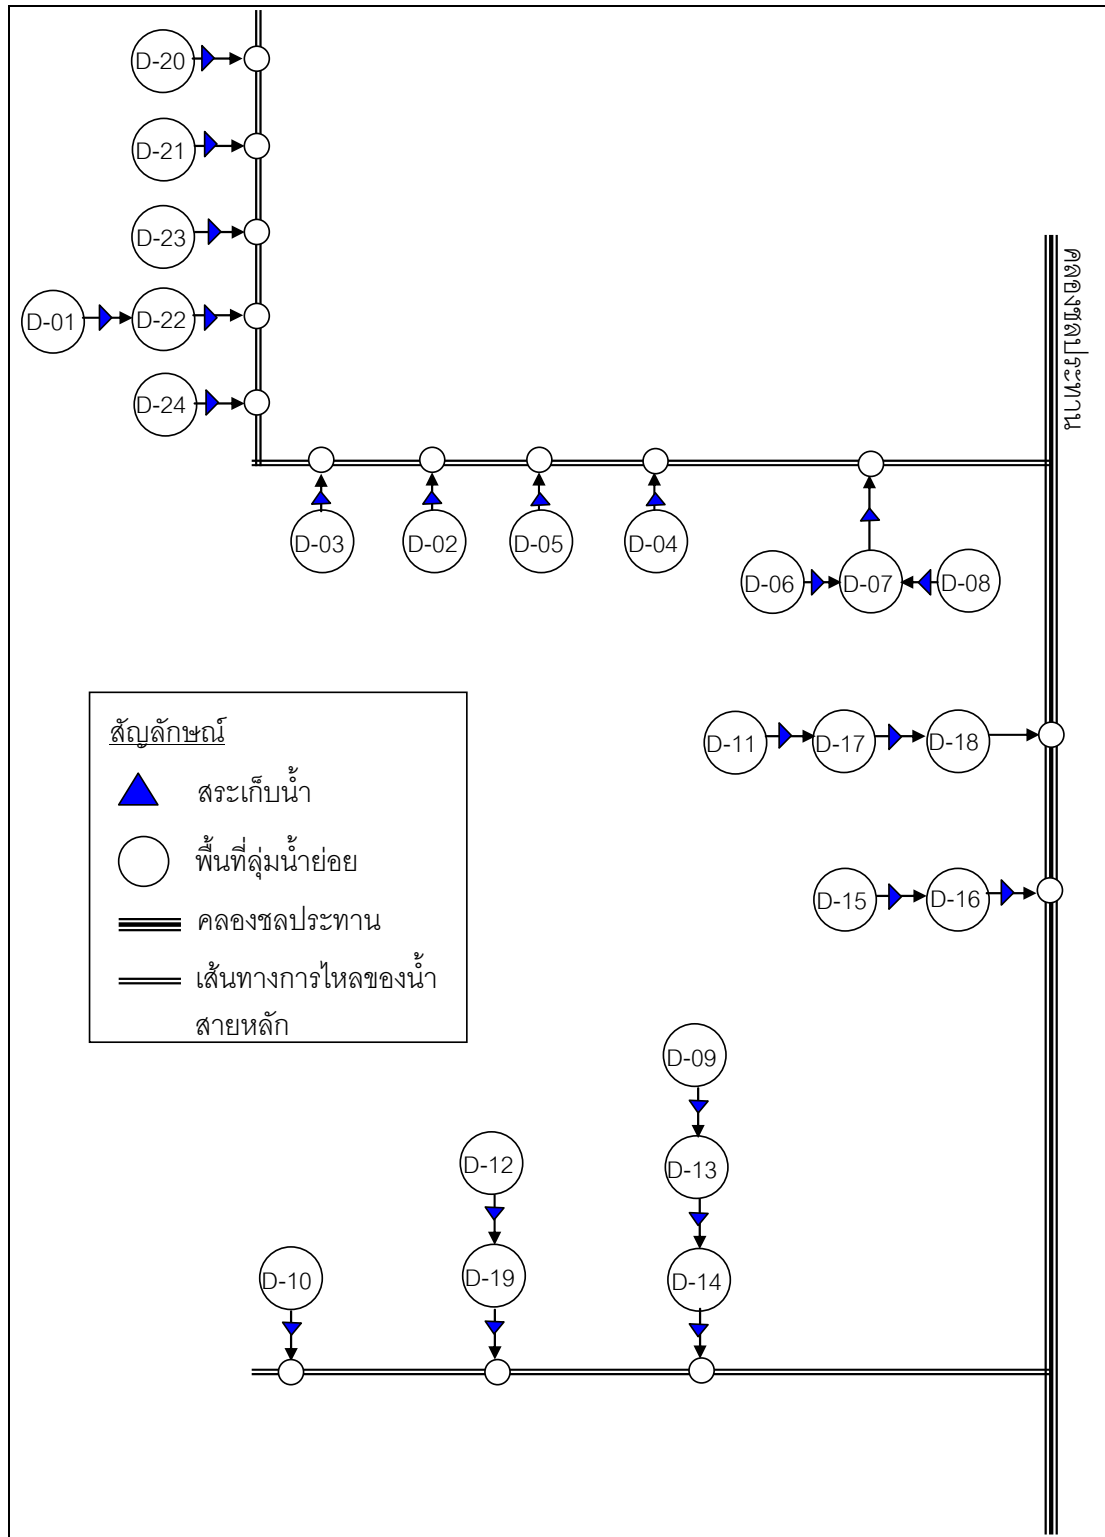 D-20
D-21
D-23
D-01
D-22
D-24
คลองชลประทาน
D-03
D-02
D-05
D-04
D-06
D-07
D-08
D-11
D-17
D-18
D-15
D-16
สัญลักษณ์
สระเก็บน้ำ
พื้นที่ลุ่มน้ำย่อย
คลองชลประทาน
เส้นทางการไหลของน้ำ
สายหลัก
D-09
D-12
D-13
D-10
D-19
D-14